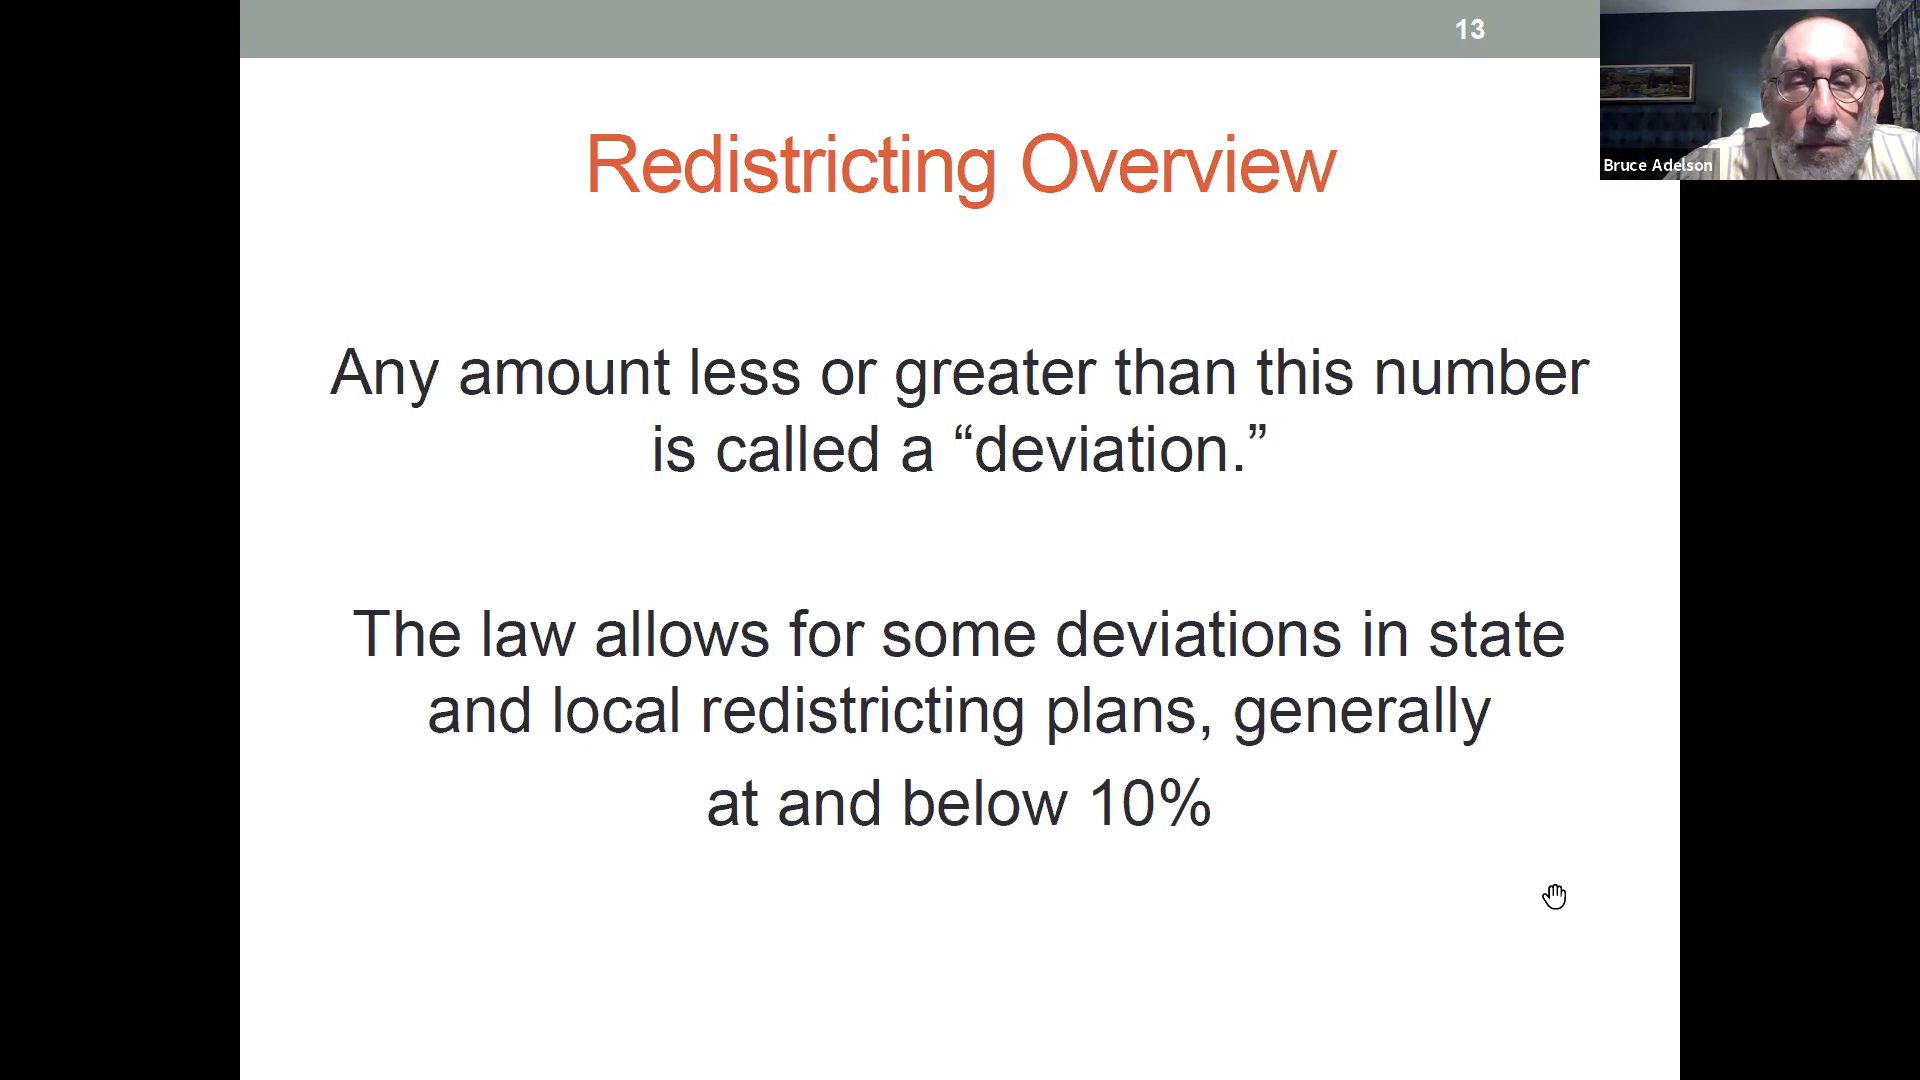 13
Bruce Adelson
Redistricting Overview
Any amount less or greater than this number
is called a “deviation.”
The law allows for some deviations in state
and local redistricting plans, generally
at and below 10%